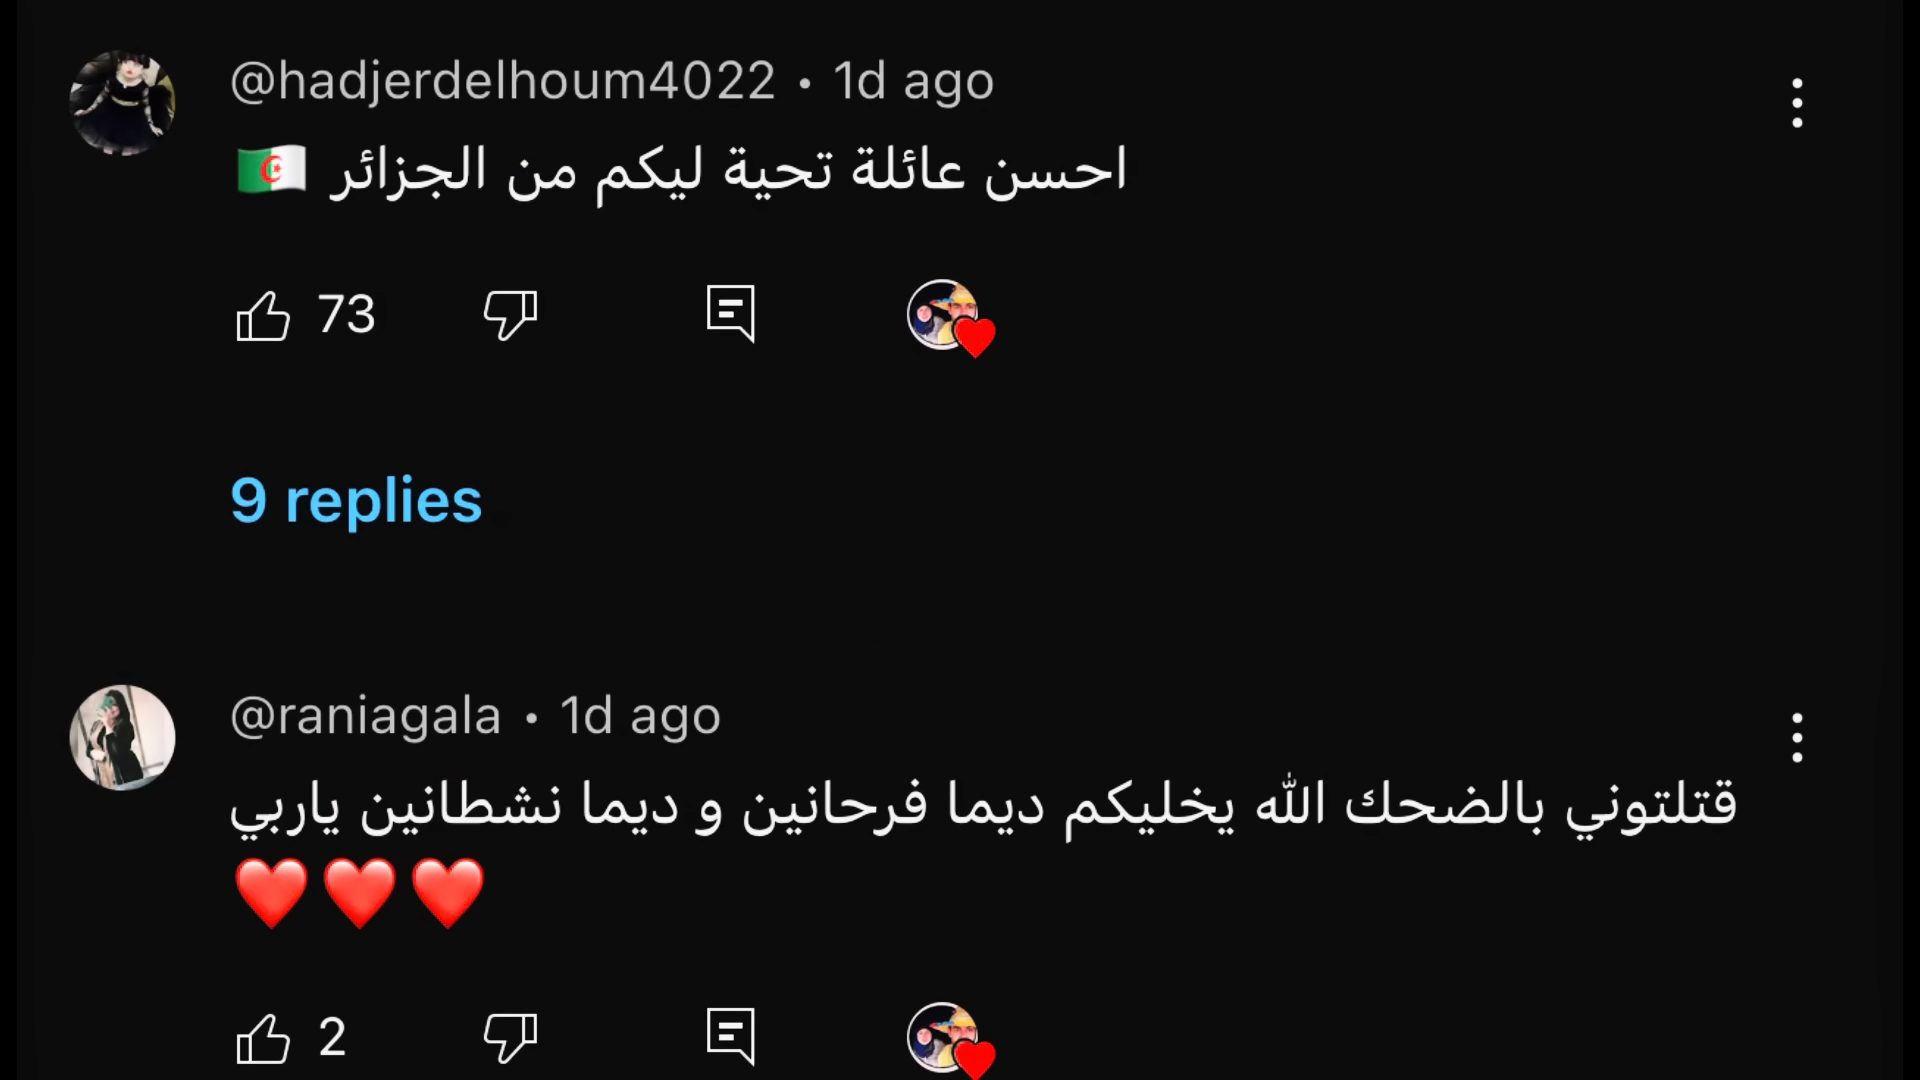 @hadjerdelhoum4022 · 1d ago
احسن عائلة تحية ليكم من الجزائر 🇩🇿
73
9 replies
@raniagala · 1d ago
قتلتوني بالضحك الله يخليكم ديما فرحانين و ديما نشطانين ياربي
❤️❤️❤️
2